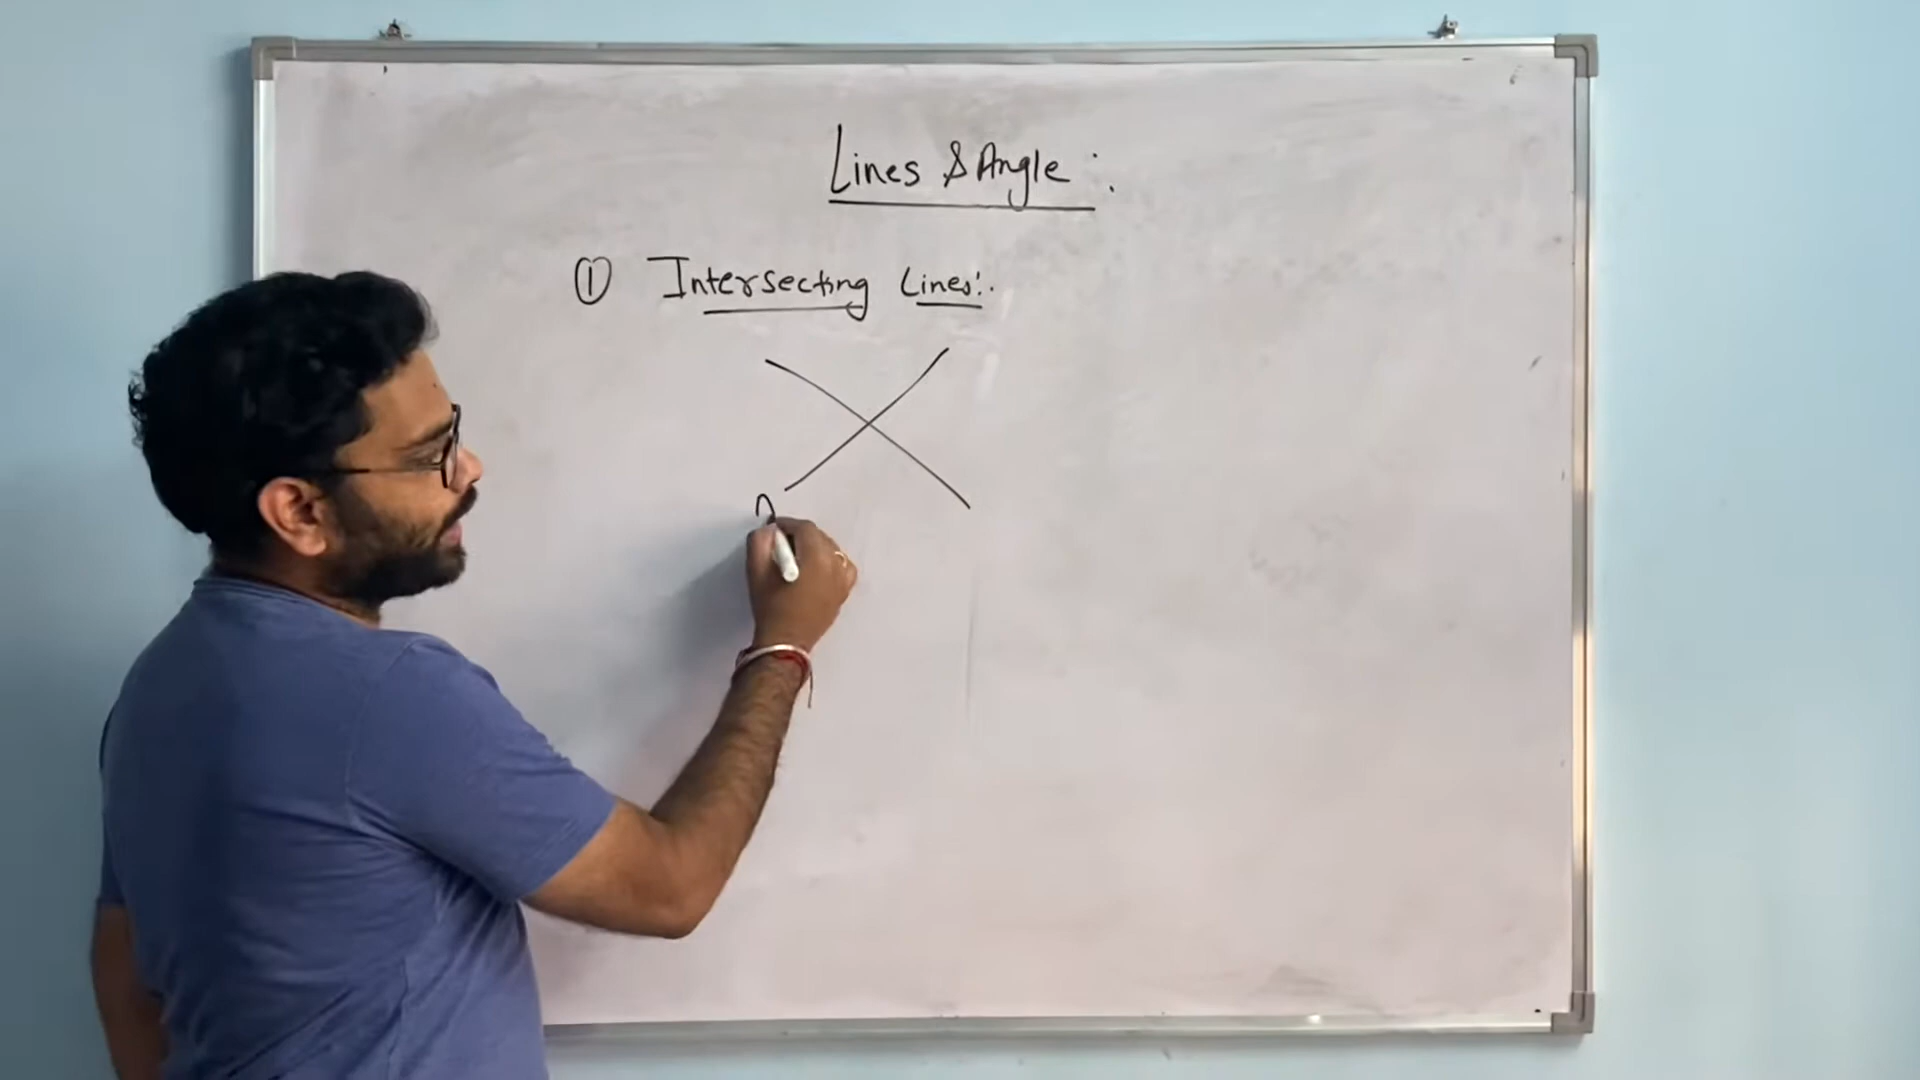 Lines & Angle :
① Intersecting Lines:.